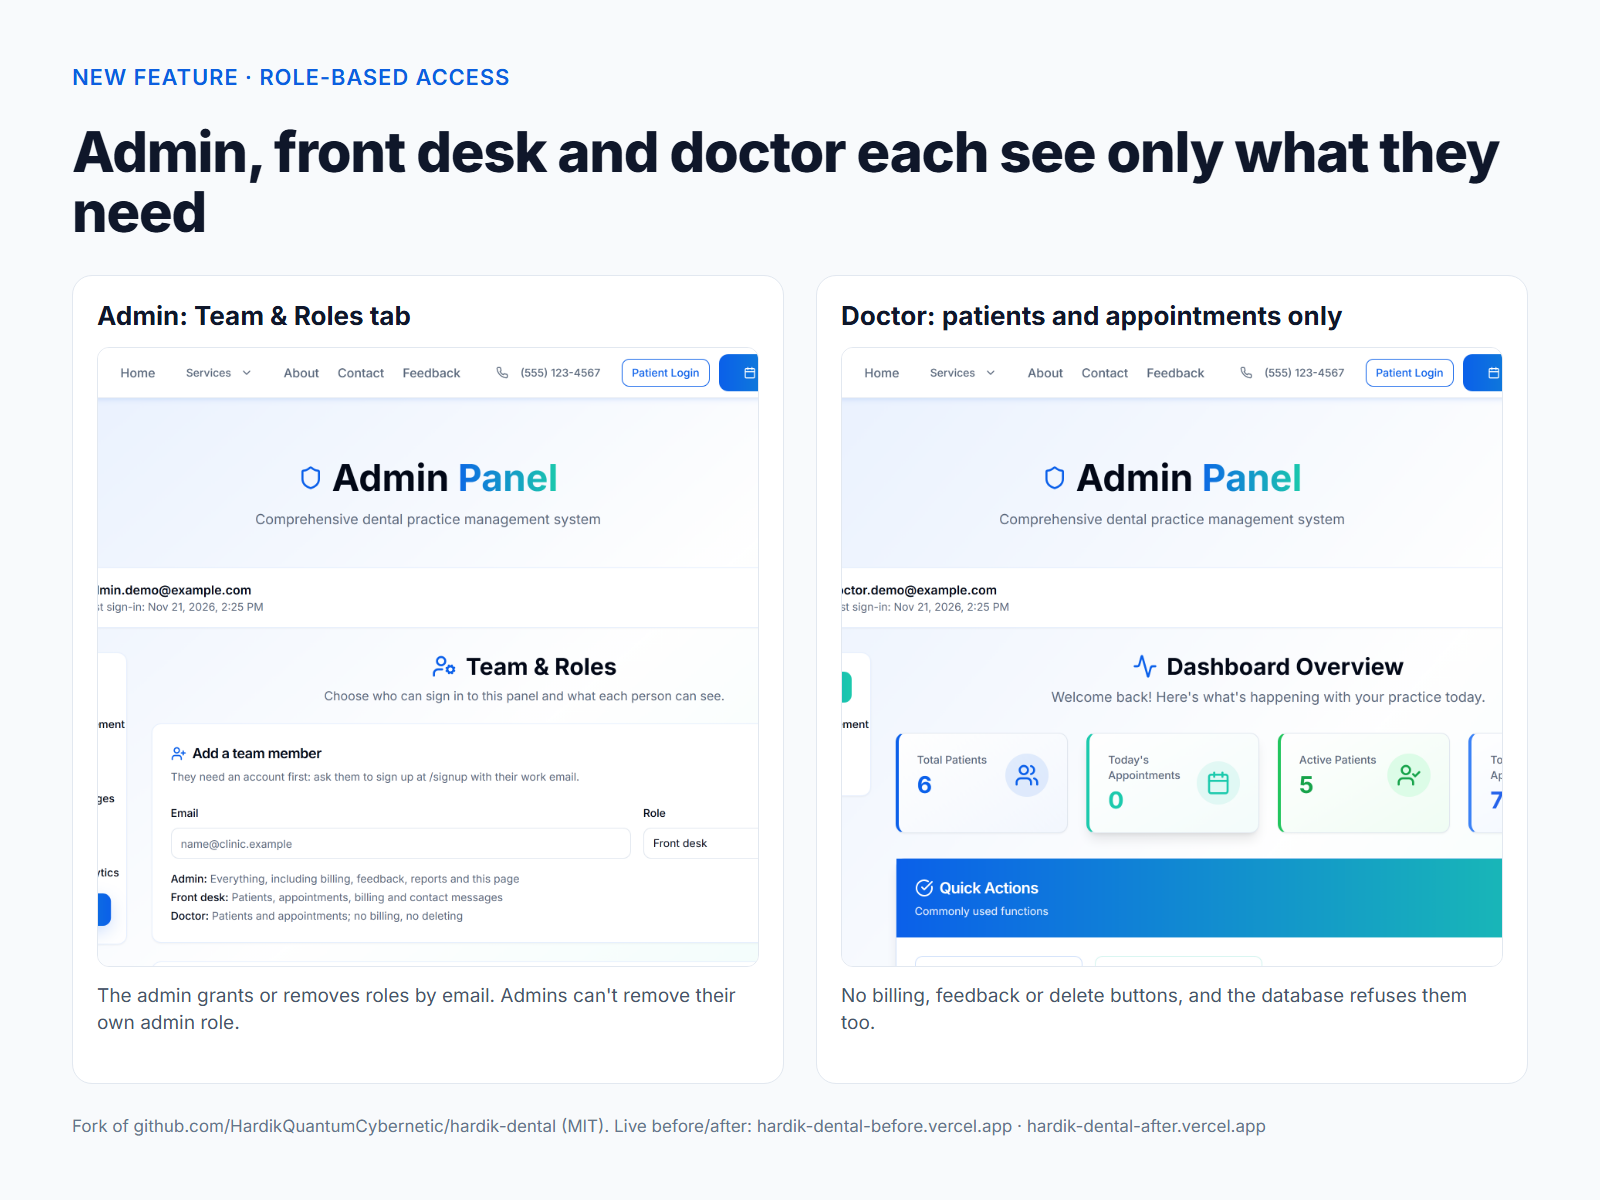 NEW FEATURE · ROLE-BASED ACCESS
Admin, front desk and doctor each see only what they
need
Admin: Team & Roles tab
Home Services About Contact Feedback (555) 123-4567 Patient Login
Admin Panel
Comprehensive dental practice management system
dmin.demo@example.com
st sign-in: Nov 21, 2026, 2:25 PM
Team & Roles
Choose who can sign in to this panel and what each person can see.
ment
ges
ytics
Add a team member
They need an account first: ask them to sign up at /signup with their work email.
Email Role
name@clinic.example Front desk
Admin: Everything, including billing, feedback, reports and this page
Front desk: Patients, appointments, billing and contact messages
Doctor: Patients and appointments; no billing, no deleting
The admin grants or removes roles by email. Admins can't remove their
own admin role.
Doctor: patients and appointments only
Home Services About Contact Feedback (555) 123-4567 Patient Login
Admin Panel
Comprehensive dental practice management system
octor.demo@example.com
st sign-in: Nov 21, 2026, 2:25 PM
Dashboard Overview
Welcome back! Here's what's happening with your practice today.
ment
Total Patients
6
Today's
Appointments
0
Active Patients
5
To
Ap
7
Quick Actions
Commonly used functions
No billing, feedback or delete buttons, and the database refuses them
too.
Fork of github.com/HardikQuantumCybernetic/hardik-dental (MIT). Live before/after: hardik-dental-before.vercel.app · hardik-dental-after.vercel.app